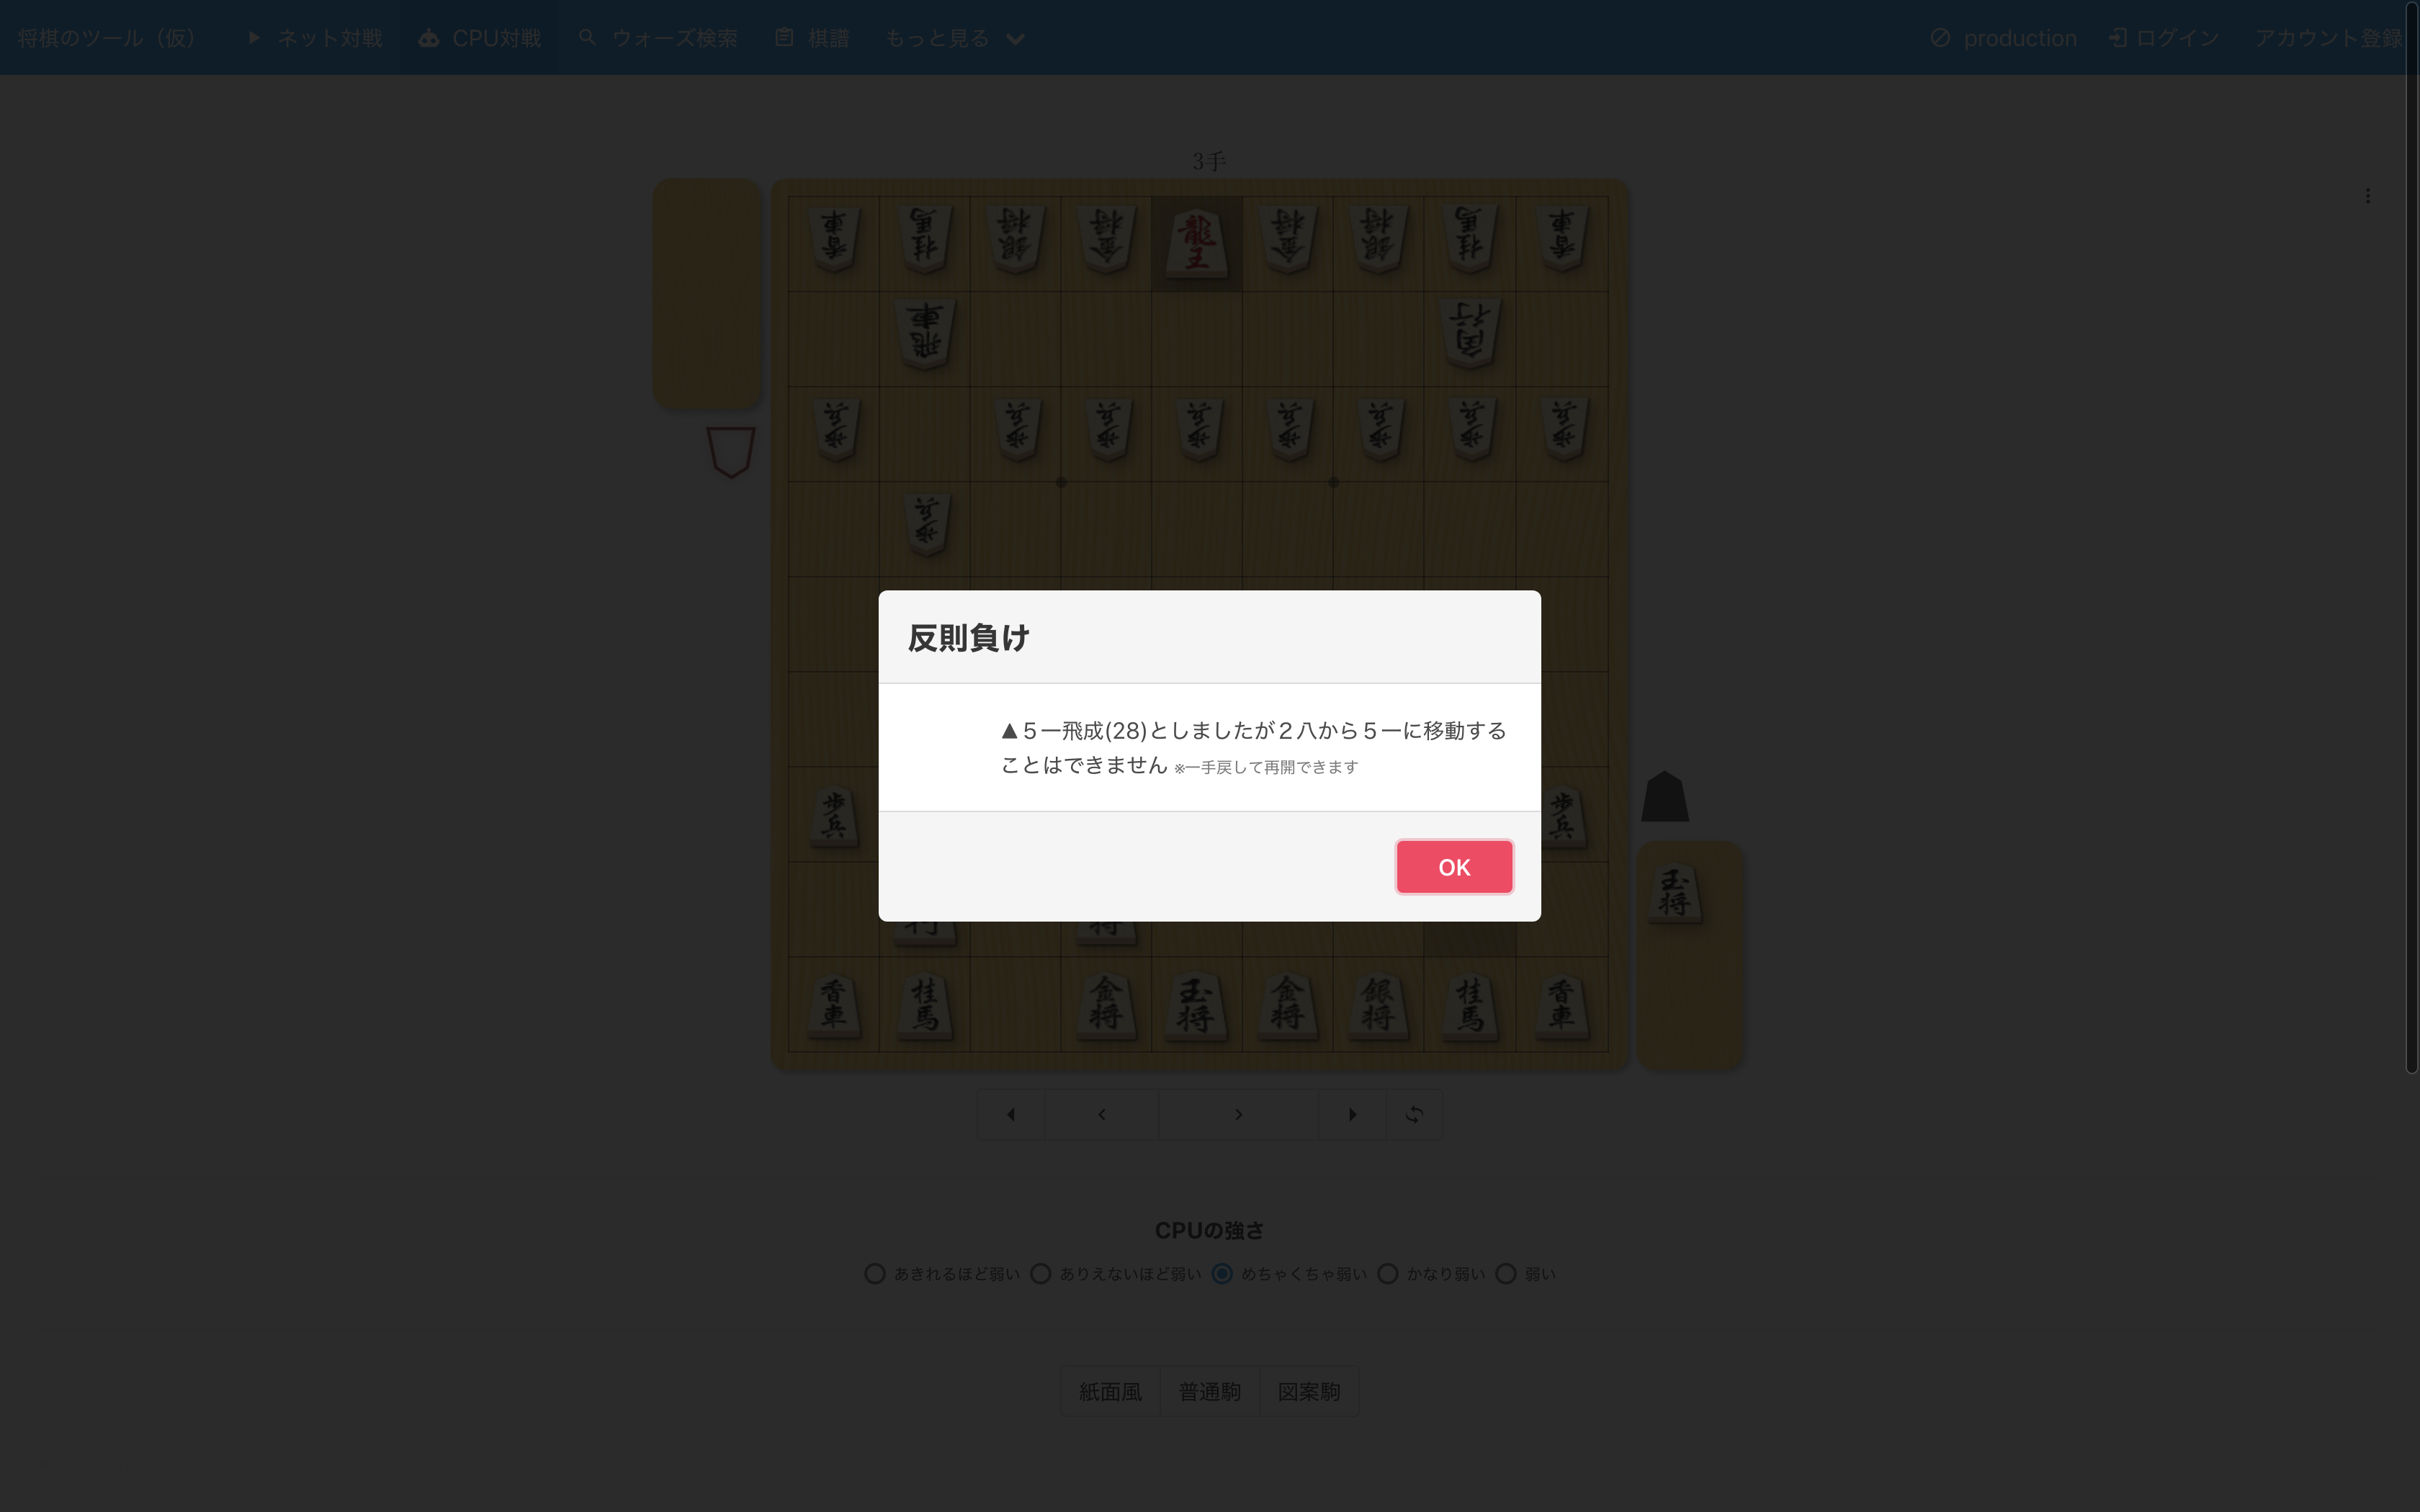 将棋のツール（仮） ネット対戦 CPU対戦 ウォーズ検索 棋譜 もっと見る production ログイン アカウント登録
3手
香車 桂馬 銀将 金将 龍王 金将 銀将 桂馬 香車
飛車 角行
歩兵 歩兵 歩兵 歩兵 歩兵 歩兵 歩兵 歩兵
歩兵
反則負け
▲５一飛成(28)としましたが２八から５一に移動する
ことはできません ※一手戻して再開できます
歩兵 歩兵
OK
玉将
行 将
香車 桂馬 金将 玉将 金将 銀将 桂馬 香車
CPUの強さ
あきれるほど弱い ありえないほど弱い めちゃくちゃ弱い かなり弱い 弱い
紙面風 普通駒 図案駒